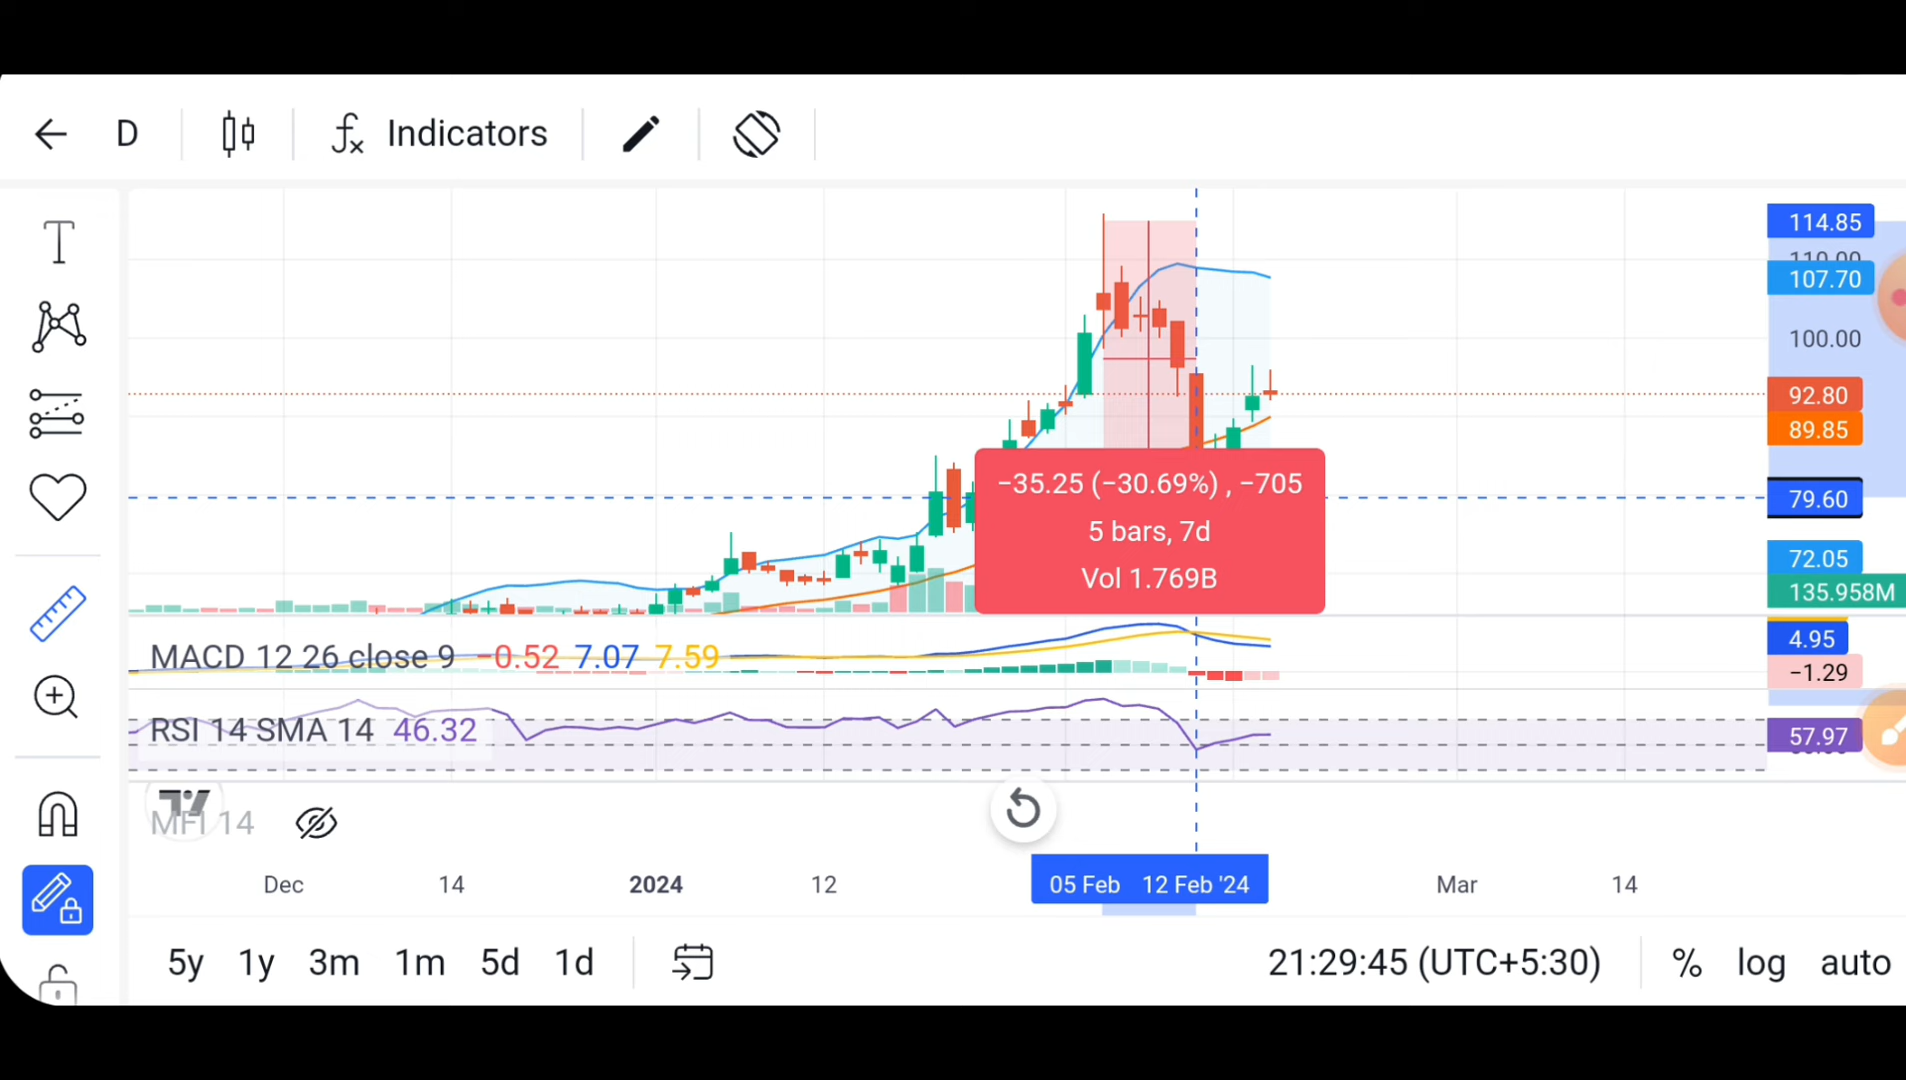 D
fx Indicators
T
114.85
110.00
107.70
100.00
92.80
89.85
−35.25 (−30.69%) , −705
5 bars, 7d
Vol 1.769B
79.60
72.05
135.958M
MACD 12 26 close 9 −0.52 7.07 7.59
4.95
−1.29
RSI 14 SMA 14 46.32
57.97
MFI 14
Dec 14 2024 12 05 Feb 12 Feb '24 Mar 14
5y 1y 3m 1m 5d 1d 21:29:45 (UTC+5:30) % log auto